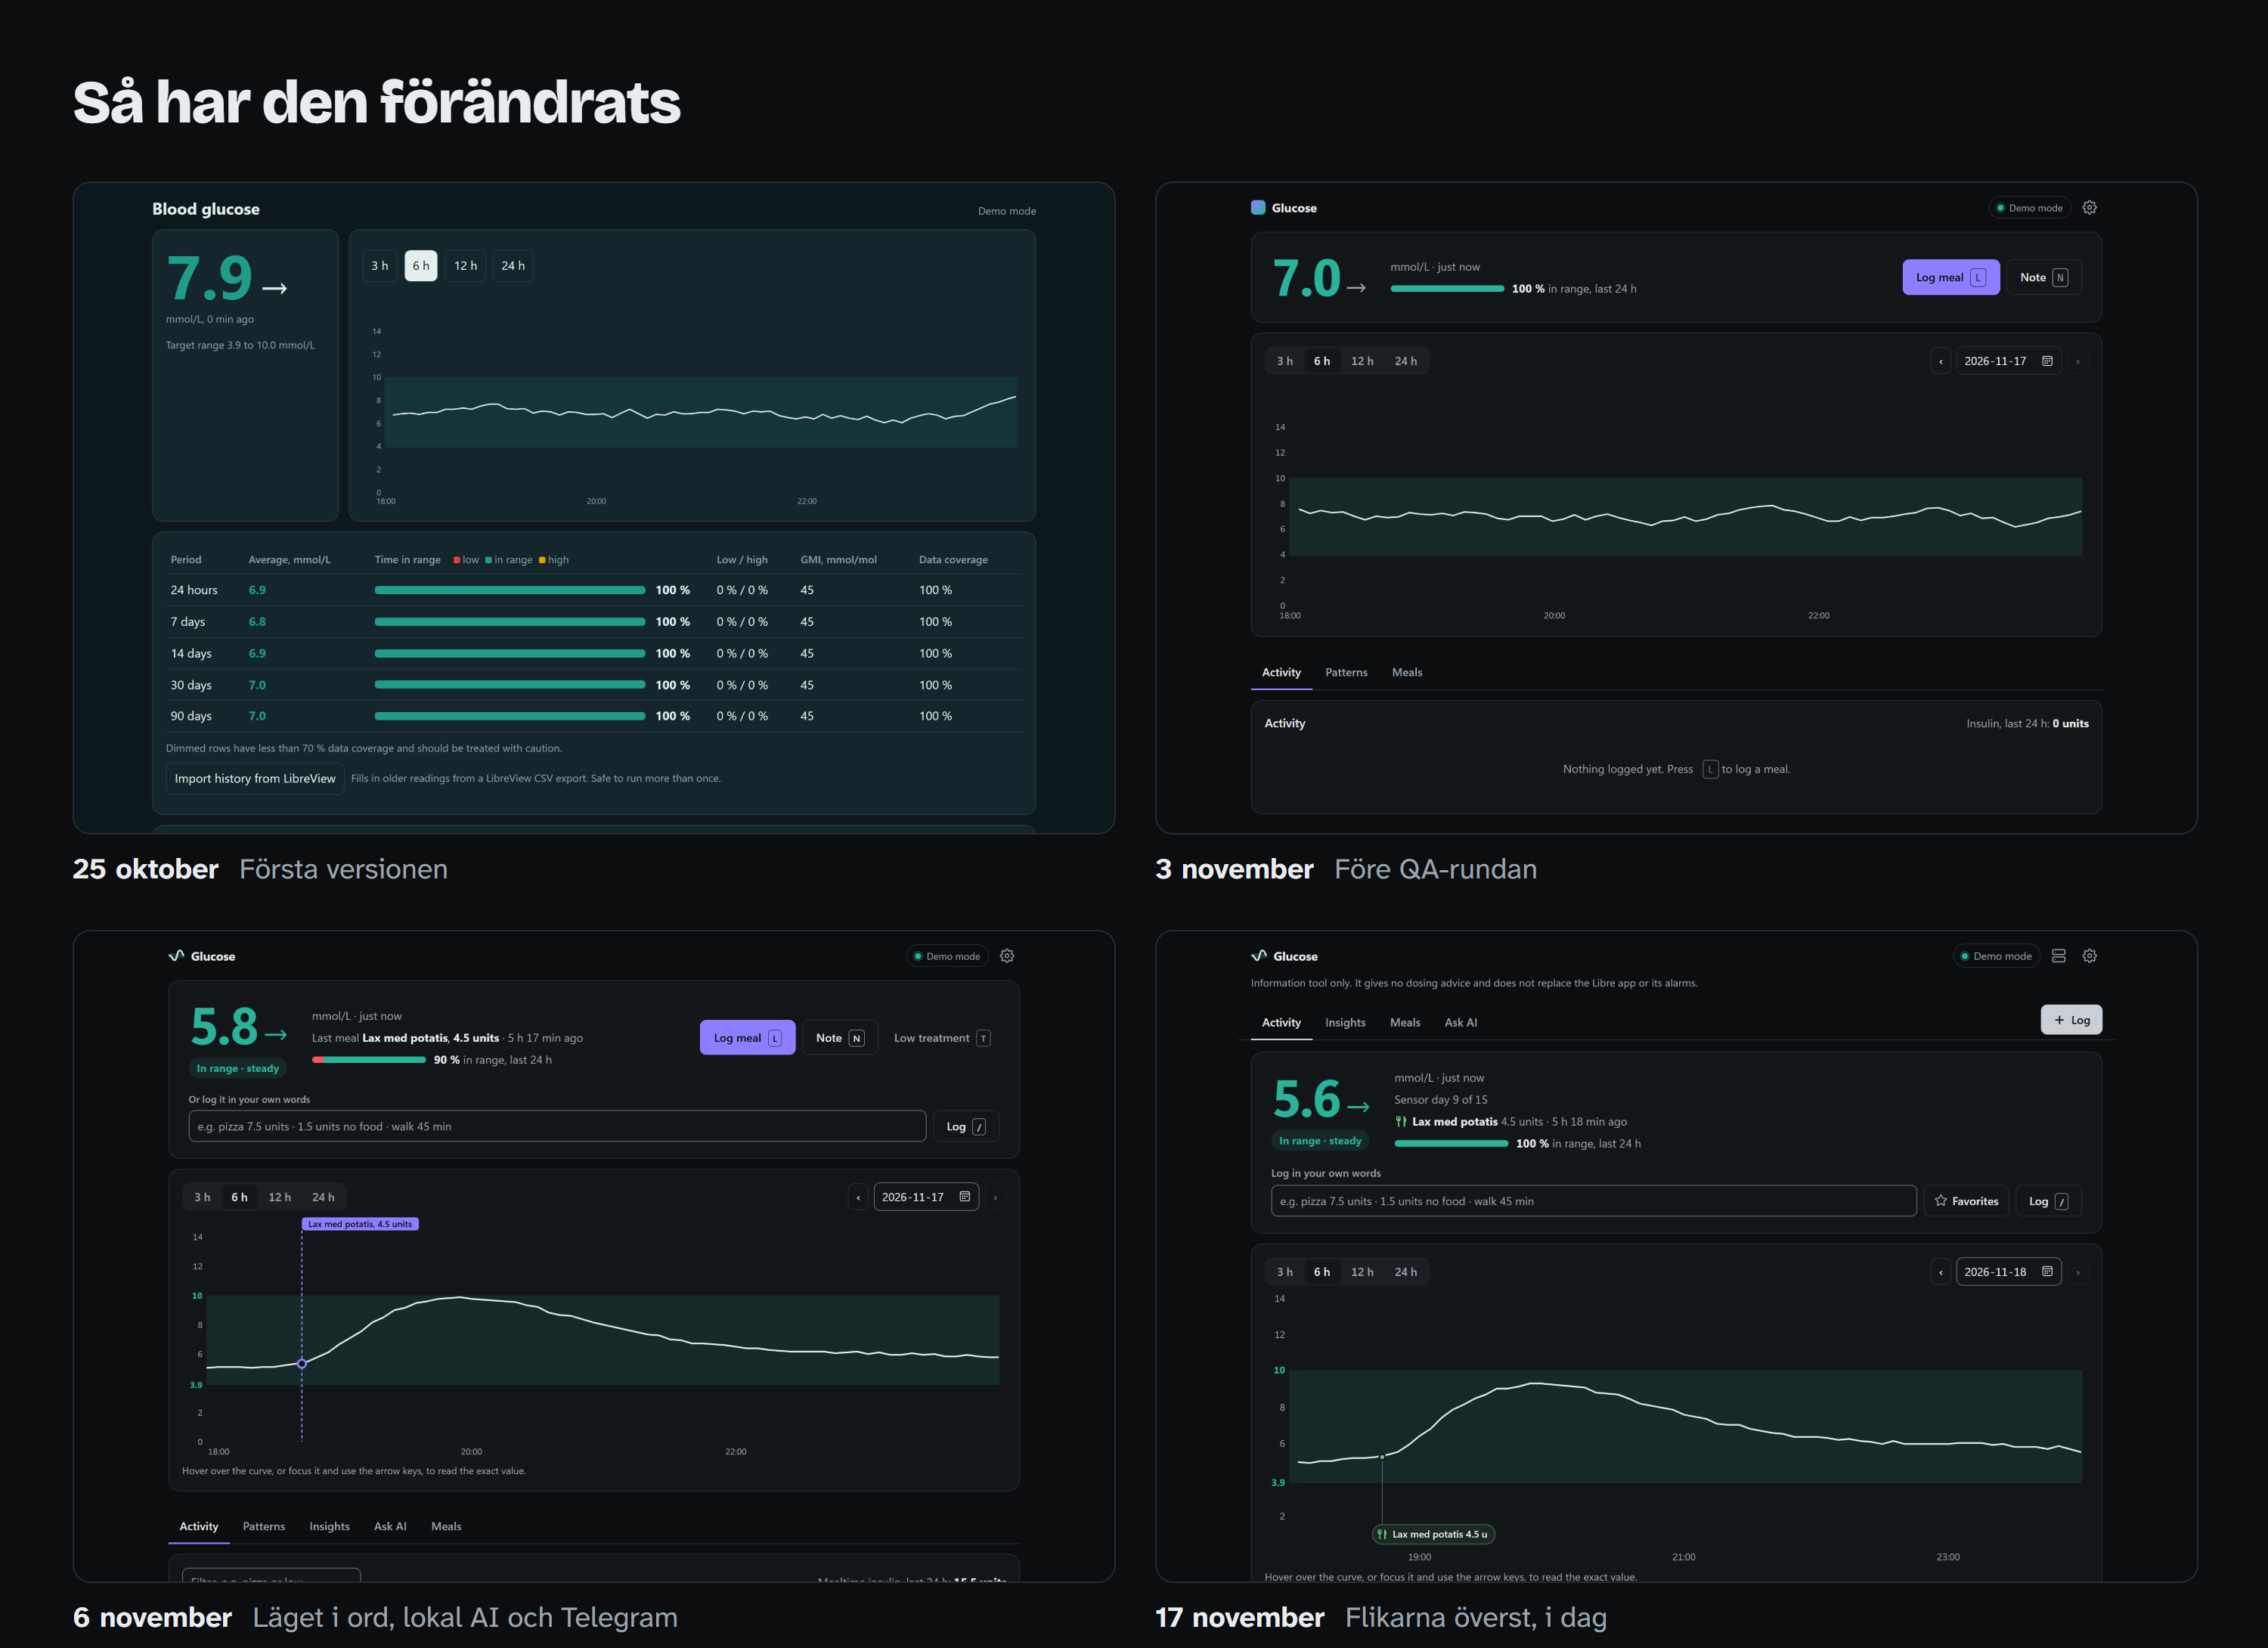 Så har den förändrats
Blood glucose
Demo mode
7.9 →
mmol/L, 0 min ago
Target range 3.9 to 10.0 mmol/L
3 h 6 h 12 h 24 h
14
12
10
8
6
4
2
0
18:00 20:00 22:00
Period Average, mmol/L Time in range low in range high Low / high GMI, mmol/mol Data coverage
24 hours 6.9 100 % 0 % / 0 % 45 100 %
7 days 6.8 100 % 0 % / 0 % 45 100 %
14 days 6.9 100 % 0 % / 0 % 45 100 %
30 days 7.0 100 % 0 % / 0 % 45 100 %
90 days 7.0 100 % 0 % / 0 % 45 100 %
Dimmed rows have less than 70 % data coverage and should be treated with caution.
Import history from LibreView Fills in older readings from a LibreView CSV export. Safe to run more than once.
25 oktober Första versionen
Glucose
Demo mode
7.0 →
mmol/L · just now
100 % in range, last 24 h
Log meal L Note N
3 h 6 h 12 h 24 h
‹ 2026-11-17 ›
14
12
10
8
6
4
2
0
18:00 20:00 22:00
Activity Patterns Meals
Activity Insulin, last 24 h: 0 units
Nothing logged yet. Press L to log a meal.
3 november Före QA-rundan
Glucose
Demo mode
5.8 →
In range · steady
mmol/L · just now
Last meal Lax med potatis, 4.5 units · 5 h 17 min ago
90 % in range, last 24 h
Log meal L Note N Low treatment T
Or log it in your own words
e.g. pizza 7.5 units · 1.5 units no food · walk 45 min Log /
3 h 6 h 12 h 24 h
‹ 2026-11-17 ›
Lax med potatis, 4.5 units
14
12
10
8
6
3.9
2
0
18:00 20:00 22:00
Hover over the curve, or focus it and use the arrow keys, to read the exact value.
Activity Patterns Insights Ask AI Meals
6 november Läget i ord, lokal AI och Telegram
Glucose
Demo mode
Information tool only. It gives no dosing advice and does not replace the Libre app or its alarms.
Activity Insights Meals Ask AI
+ Log
5.6 →
In range · steady
mmol/L · just now
Sensor day 9 of 15
Lax med potatis 4.5 units · 5 h 18 min ago
100 % in range, last 24 h
Log in your own words
e.g. pizza 7.5 units · 1.5 units no food · walk 45 min Favorites Log /
3 h 6 h 12 h 24 h
‹ 2026-11-18 ›
14
12
10
8
6
3.9
2
Lax med potatis 4.5 u
19:00 21:00 23:00
Hover over the curve, or focus it and use the arrow keys, to read the exact value.
17 november Flikarna överst, i dag